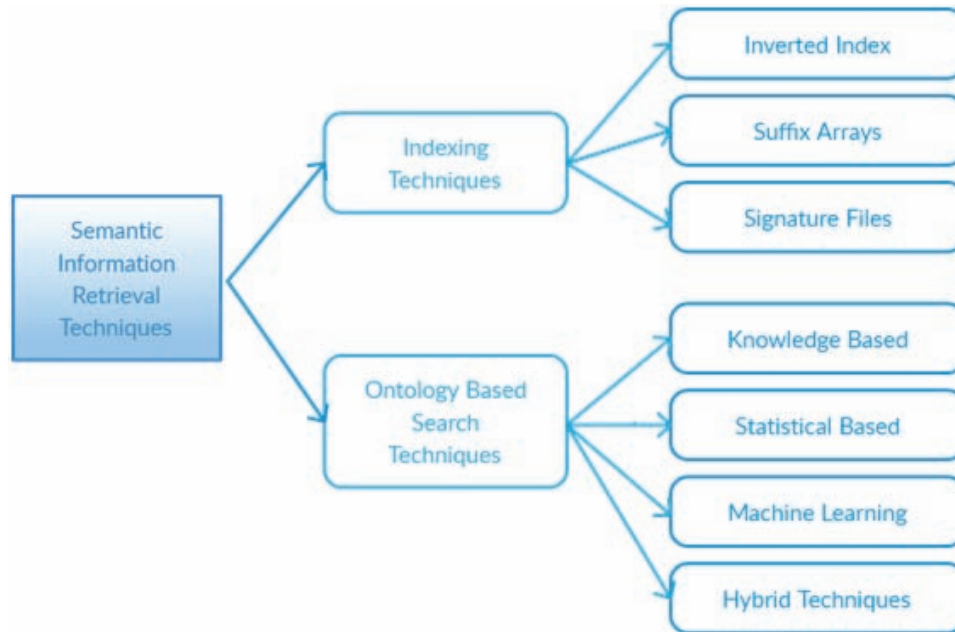 Semantic
Information
Retrieval
Techniques
Indexing
Techniques
Inverted Index
Suffix Arrays
Signature Files
Ontology Based
Search
Techniques
Knowledge Based
Statistical Based
Machine Learning
Hybrid Techniques